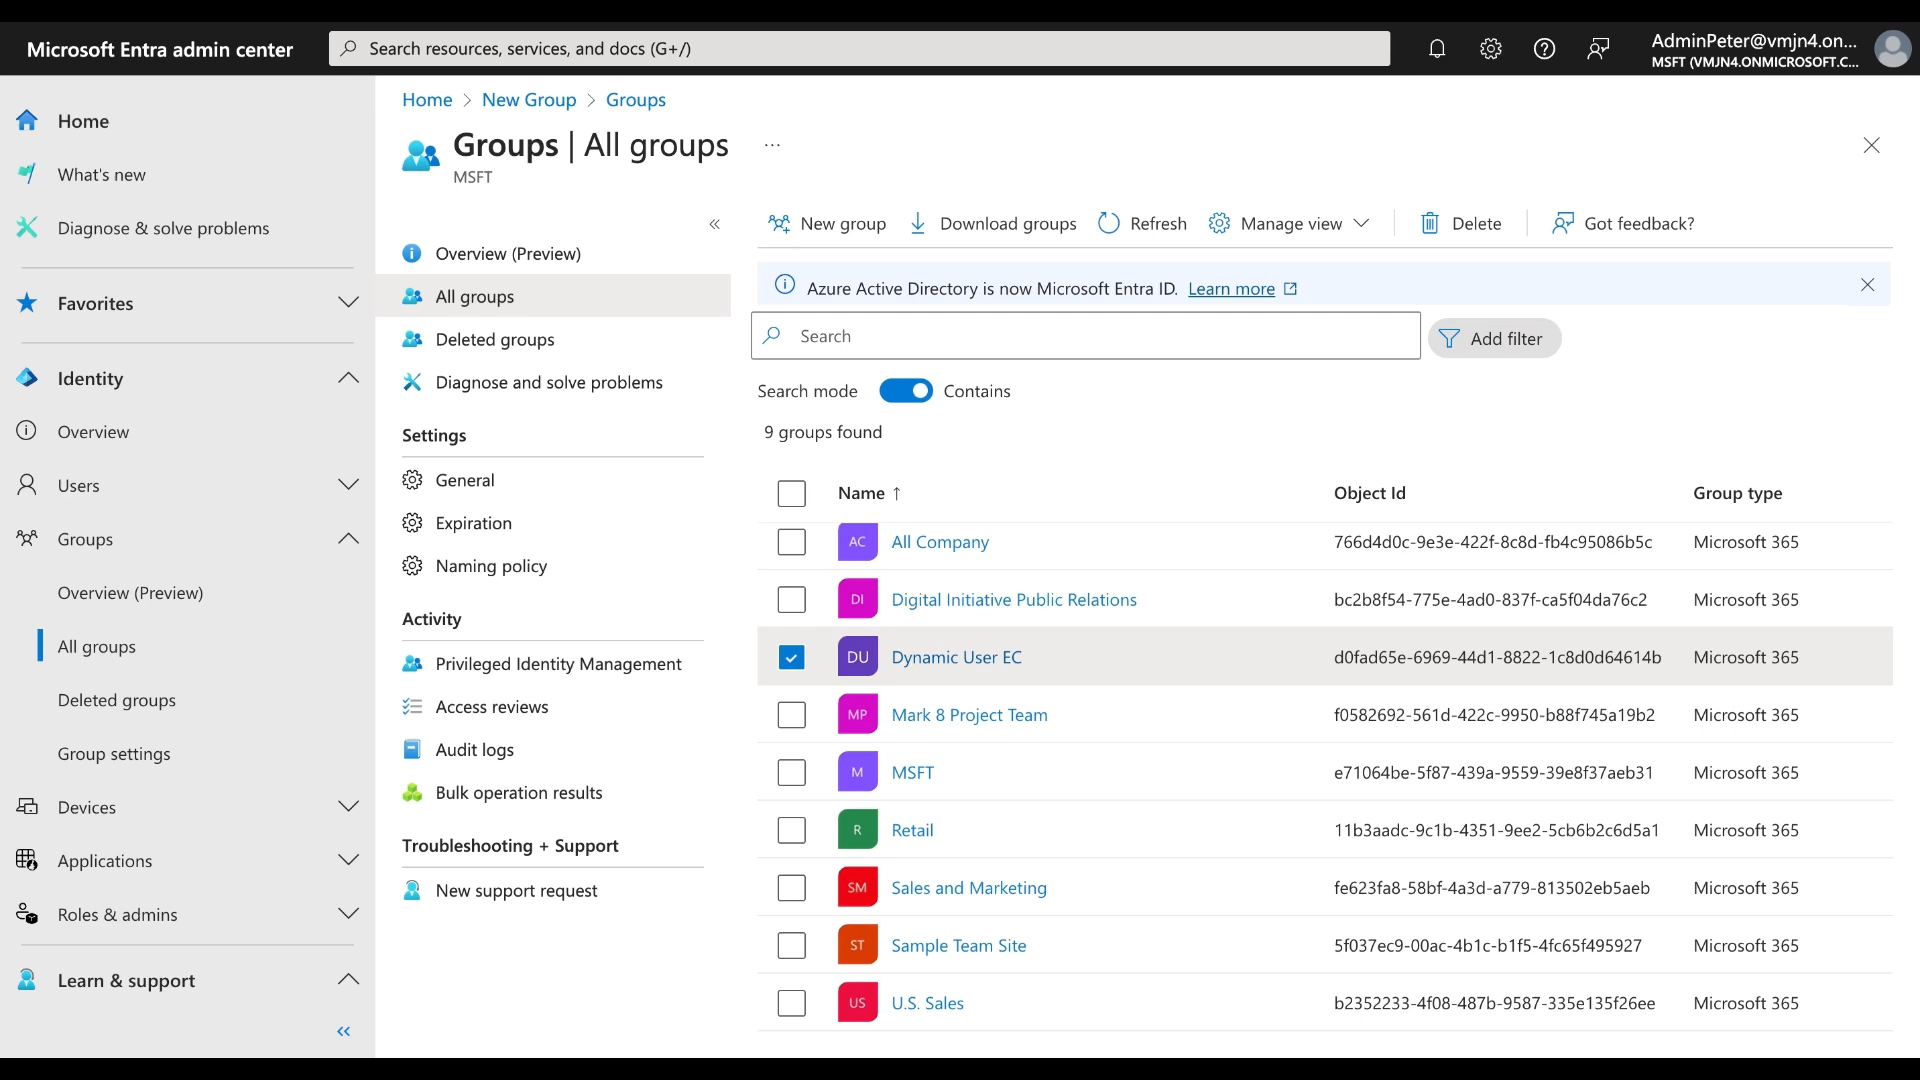 Microsoft Entra admin center
Search resources, services, and docs (G+/)
AdminPeter@vmjn4.on...
MSFT (VMJN4.ONMICROSOFT.C...
Home
What's new
Diagnose & solve problems
Favorites
Identity
Overview
Users
Groups
Overview (Preview)
All groups
Deleted groups
Group settings
Devices
Applications
Roles & admins
Learn & support
Home > New Group > Groups
Groups | All groups ...
MSFT
Overview (Preview)
All groups
Deleted groups
Diagnose and solve problems
Settings
General
Expiration
Naming policy
Activity
Privileged Identity Management
Access reviews
Audit logs
Bulk operation results
Troubleshooting + Support
New support request
New group Download groups Refresh Manage view Delete Got feedback?
Azure Active Directory is now Microsoft Entra ID. Learn more
Search
Add filter
Search mode Contains
9 groups found
Name ↑ Object Id Group type
AC All Company 766d4d0c-9e3e-422f-8c8d-fb4c95086b5c Microsoft 365
DI Digital Initiative Public Relations bc2b8f54-775e-4ad0-837f-ca5f04da76c2 Microsoft 365
DU Dynamic User EC d0fad65e-6969-44d1-8822-1c8d0d64614b Microsoft 365
MP Mark 8 Project Team f0582692-561d-422c-9950-b88f745a19b2 Microsoft 365
M MSFT e71064be-5f87-439a-9559-39e8f37aeb31 Microsoft 365
R Retail 11b3aadc-9c1b-4351-9ee2-5cb6b2c6d5a1 Microsoft 365
SM Sales and Marketing fe623fa8-58bf-4a3d-a779-813502eb5aeb Microsoft 365
ST Sample Team Site 5f037ec9-00ac-4b1c-b1f5-4fc65f495927 Microsoft 365
US U.S. Sales b2352233-4f08-487b-9587-335e135f26ee Microsoft 365